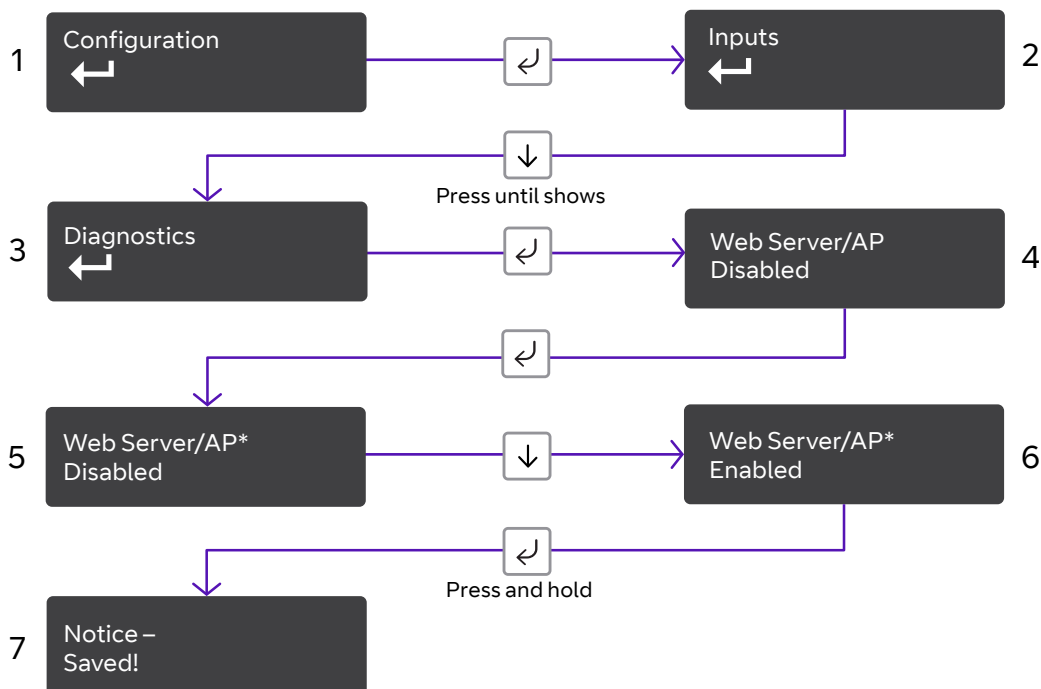 1
Configuration
Inputs
2
Press until shows
3
Diagnostics
Web Server/AP
Disabled
4
5
Web Server/AP*
Disabled
Web Server/AP*
Enabled
6
Press and hold
7
Notice –
Saved!